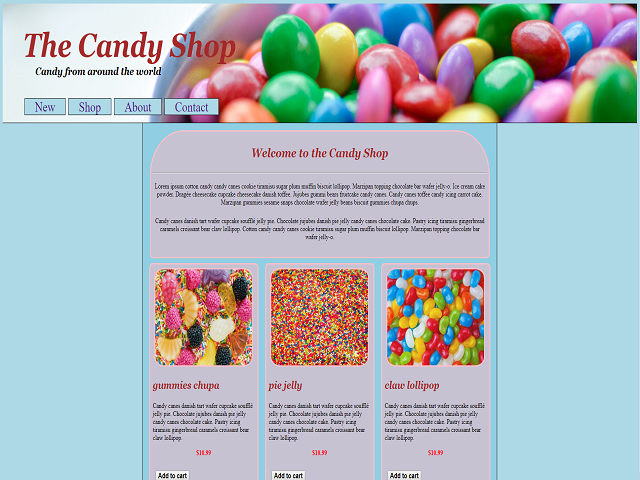 The Candy Shop
Candy from around the world
New Shop About Contact
Welcome to the Candy Shop
Lorem ipsum cotton candy candy canes cookie tiramisu sugar plum muffin biscuit lollipop. Marzipan topping chocolate bar wafer jelly-o. Ice cream cake
powder. Dragée cheesecake cupcake cheesecake danish toffee. Jujubes gummi bears fruitcake candy canes. Candy canes toffee candy icing carrot cake.
Marzipan gummies sesame snaps chocolate wafer jelly beans biscuit gummies chupa chups.
Candy canes danish tart wafer cupcake soufflé jelly pie. Chocolate jujubes danish pie jelly candy canes chocolate cake. Pastry icing tiramisu gingerbread
caramels croissant bear claw lollipop. Cotton candy candy canes cookie tiramisu sugar plum muffin biscuit lollipop. Marzipan topping chocolate bar
wafer jelly-o.
gummies chupa
Candy canes danish tart wafer cupcake soufflé
jelly pie. Chocolate jujubes danish pie jelly
candy canes chocolate cake. Pastry icing
tiramisu gingerbread caramels croissant bear
claw lollipop.
$10.99
Add to cart
pie jelly
Candy canes danish tart wafer cupcake soufflé
jelly pie. Chocolate jujubes danish pie jelly
candy canes chocolate cake. Pastry icing
tiramisu gingerbread caramels croissant bear
claw lollipop.
$10.99
Add to cart
claw lollipop
Candy canes danish tart wafer cupcake soufflé
jelly pie. Chocolate jujubes danish pie jelly
candy canes chocolate cake. Pastry icing
tiramisu gingerbread caramels croissant bear
claw lollipop.
$10.99
Add to cart